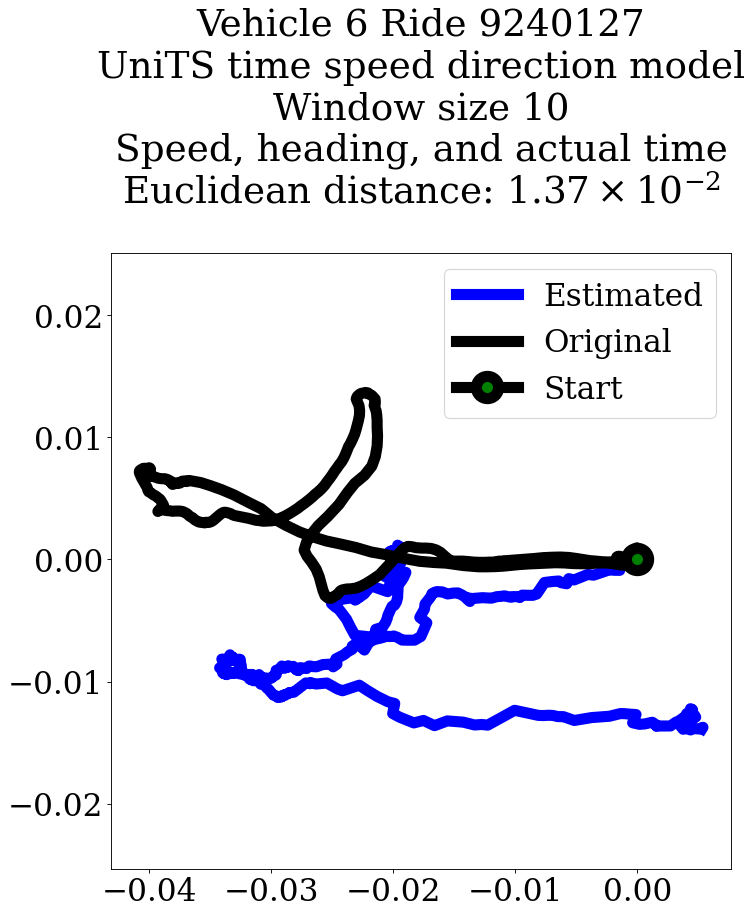 Vehicle 6 Ride 9240127
UniTS time speed direction model
Window size 10
Speed, heading, and actual time
Euclidean distance: 1.37 × 10⁻²
Estimated
Original
Start
0.02
0.01
0.00
−0.01
−0.02
−0.04 −0.03 −0.02 −0.01 0.00